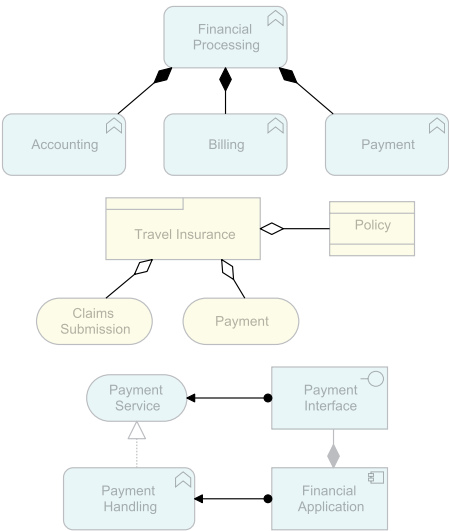 Financial
Processing
Accounting
Billing
Payment
Travel Insurance
Policy
Claims
Submission
Payment
Payment
Service
Payment
Interface
Payment
Handling
Financial
Application